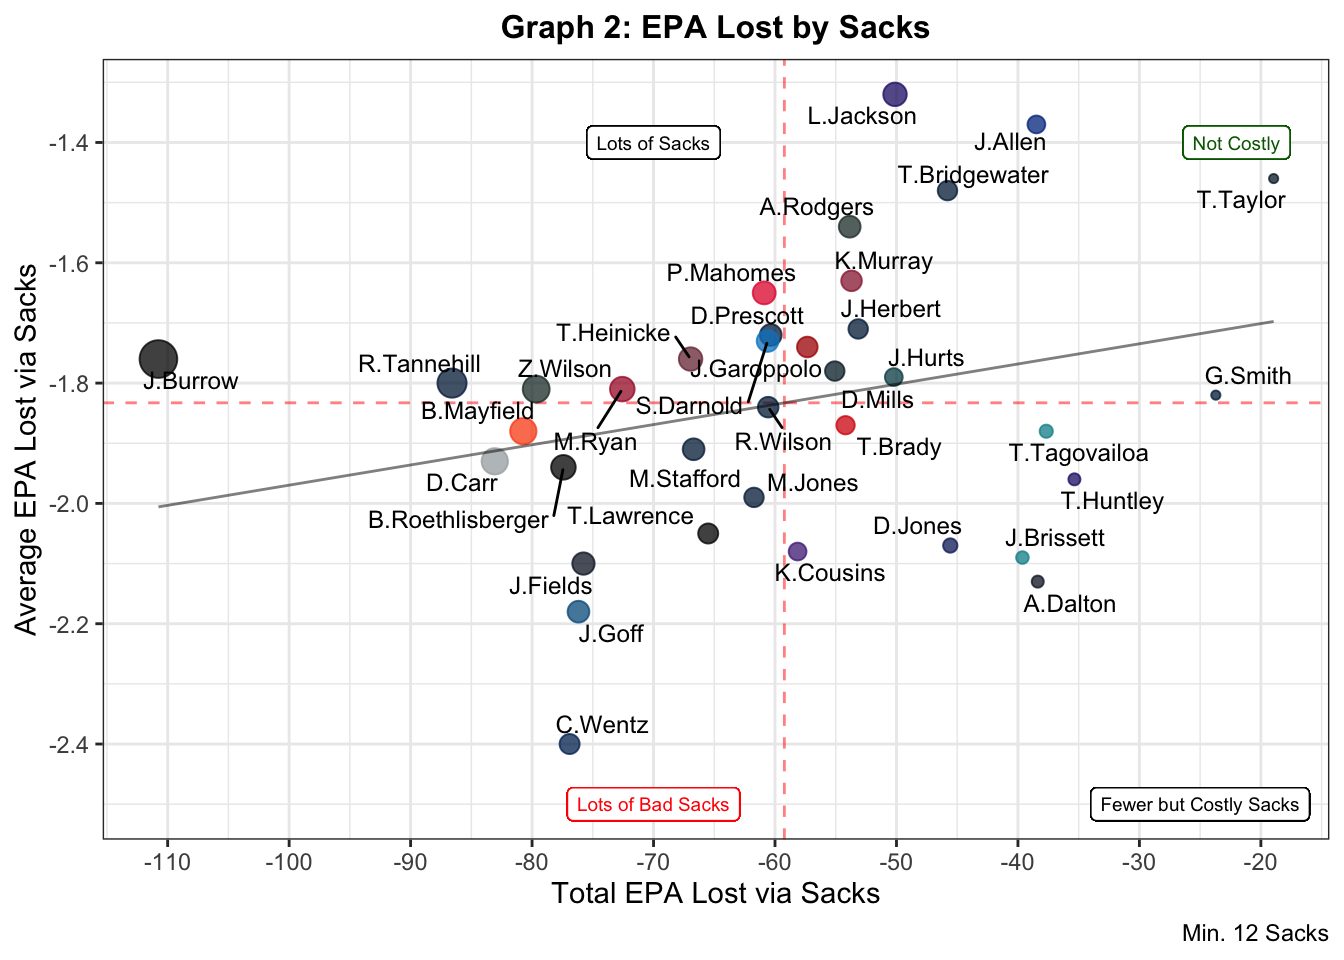 Graph 2: EPA Lost by Sacks
L.Jackson
Lots of Sacks
J.Allen
Not Costly
T.Bridgewater
T.Taylor
A.Rodgers
K.Murray
P.Mahomes
J.Herbert
D.Prescott
T.Heinicke
J.Hurts
R.Tannehill
Z.Wilson
J.Garoppolo
G.Smith
J.Burrow
D.Mills
S.Darnold
B.Mayfield
M.Ryan
R.Wilson
T.Brady
T.Tagovailoa
M.Stafford
M.Jones
D.Carr
T.Huntley
B.Roethlisberger
T.Lawrence
D.Jones
J.Brissett
K.Cousins
J.Fields
A.Dalton
J.Goff
C.Wentz
Lots of Bad Sacks
Fewer but Costly Sacks
-1.4
-1.6
-1.8
-2.0
-2.2
-2.4
Average EPA Lost via Sacks
-110 -100 -90 -80 -70 -60 -50 -40 -30 -20
Total EPA Lost via Sacks
Min. 12 Sacks